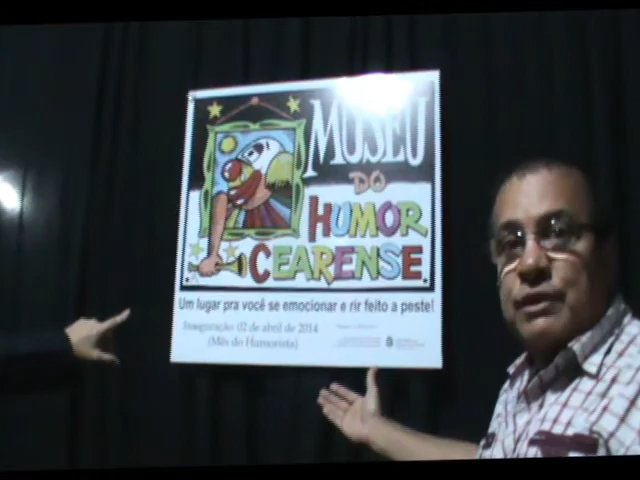 MUSEU
DO
HUMOR
CEARENSE
Um lugar pra você se emocionar e rir feito a peste!
Inauguração 02 de abril de 2014
(Mês do Humorista)